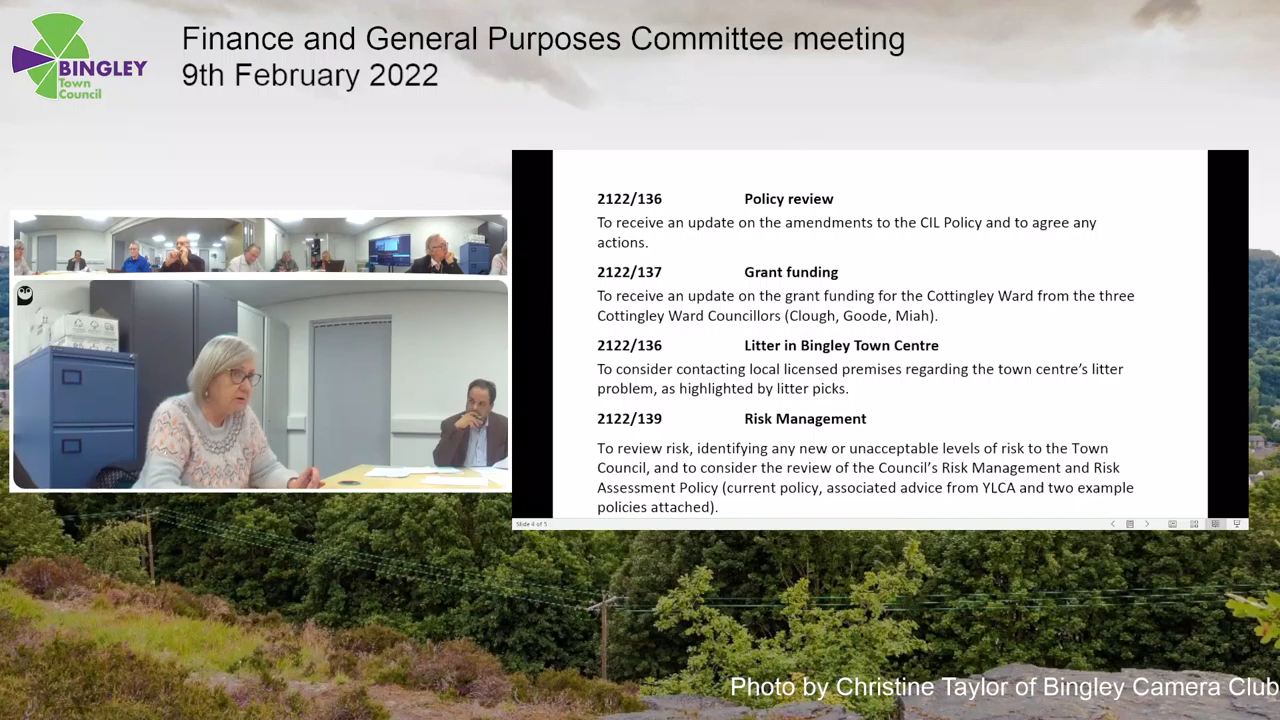 BINGLEY
Town
Council
Finance and General Purposes Committee meeting
9th February 2022
2122/136 Policy review
To receive an update on the amendments to the CIL Policy and to agree any
actions.
2122/137 Grant funding
To receive an update on the grant funding for the Cottingley Ward from the three
Cottingley Ward Councillors (Clough, Goode, Miah).
2122/136 Litter in Bingley Town Centre
To consider contacting local licensed premises regarding the town centre’s litter
problem, as highlighted by litter picks.
2122/139 Risk Management
To review risk, identifying any new or unacceptable levels of risk to the Town
Council, and to consider the review of the Council’s Risk Management and Risk
Assessment Policy (current policy, associated advice from YLCA and two example
policies attached).
Slide 4 of 5
Photo by Christine Taylor of Bingley Camera Club